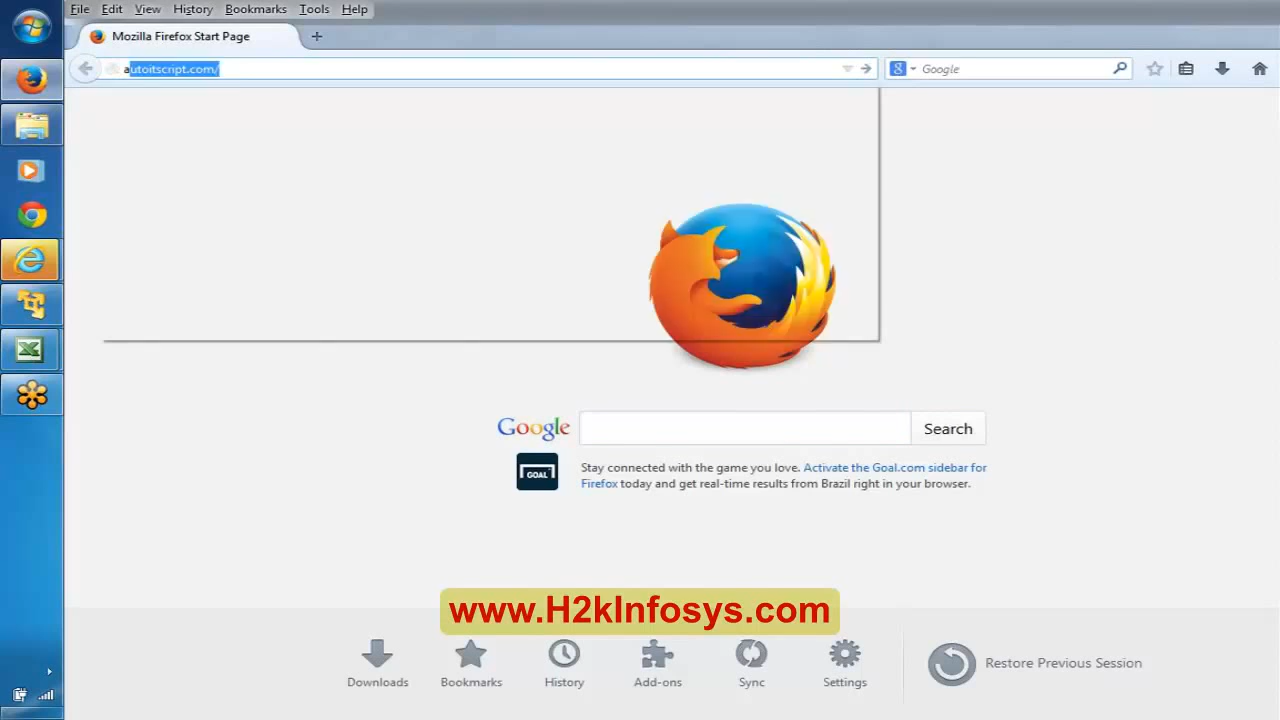 File Edit View History Bookmarks Tools Help
Mozilla Firefox Start Page
autoitscript.com/
Google
Google
Search
GOAL
Stay connected with the game you love. Activate the Goal.com sidebar for
Firefox today and get real-time results from Brazil right in your browser.
www.H2kInfosys.com
Downloads
Bookmarks
History
Add-ons
Sync
Settings
Restore Previous Session